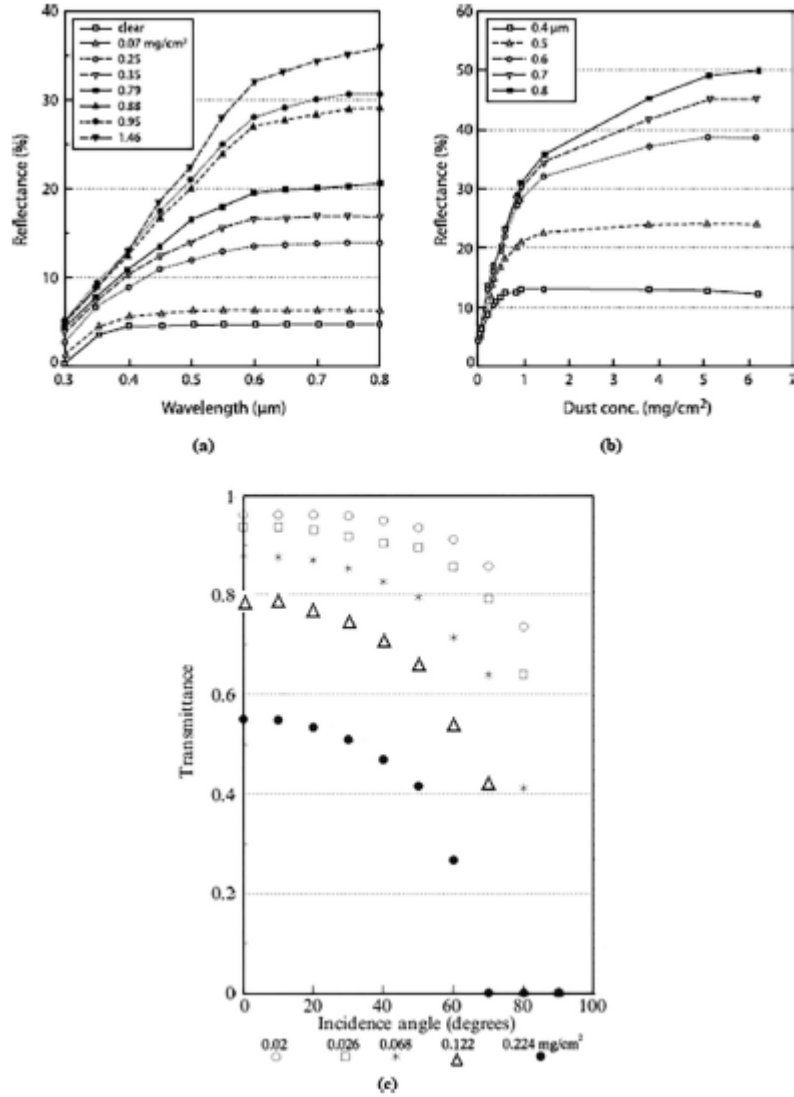 40
30
20
10
0
Reflectance (%)
clear
0.07 mg/cm²
0.25
0.35
0.79
0.88
0.95
1.46
0.3 0.4 0.5 0.6 0.7 0.8
Wavelength (μm)
(a)
60
50
40
30
20
10
0
Reflectance (%)
0.4 μm
0.5
0.6
0.7
0.8
0 1 2 3 4 5 6 7
Dust conc. (mg/cm²)
(b)
1
0.8
0.6
0.4
0.2
0
Transmittance
0 20 40 60 80 100
Incidence angle (degrees)
0.02 0.026 0.068 0.122 0.224 mg/cm²
(c)